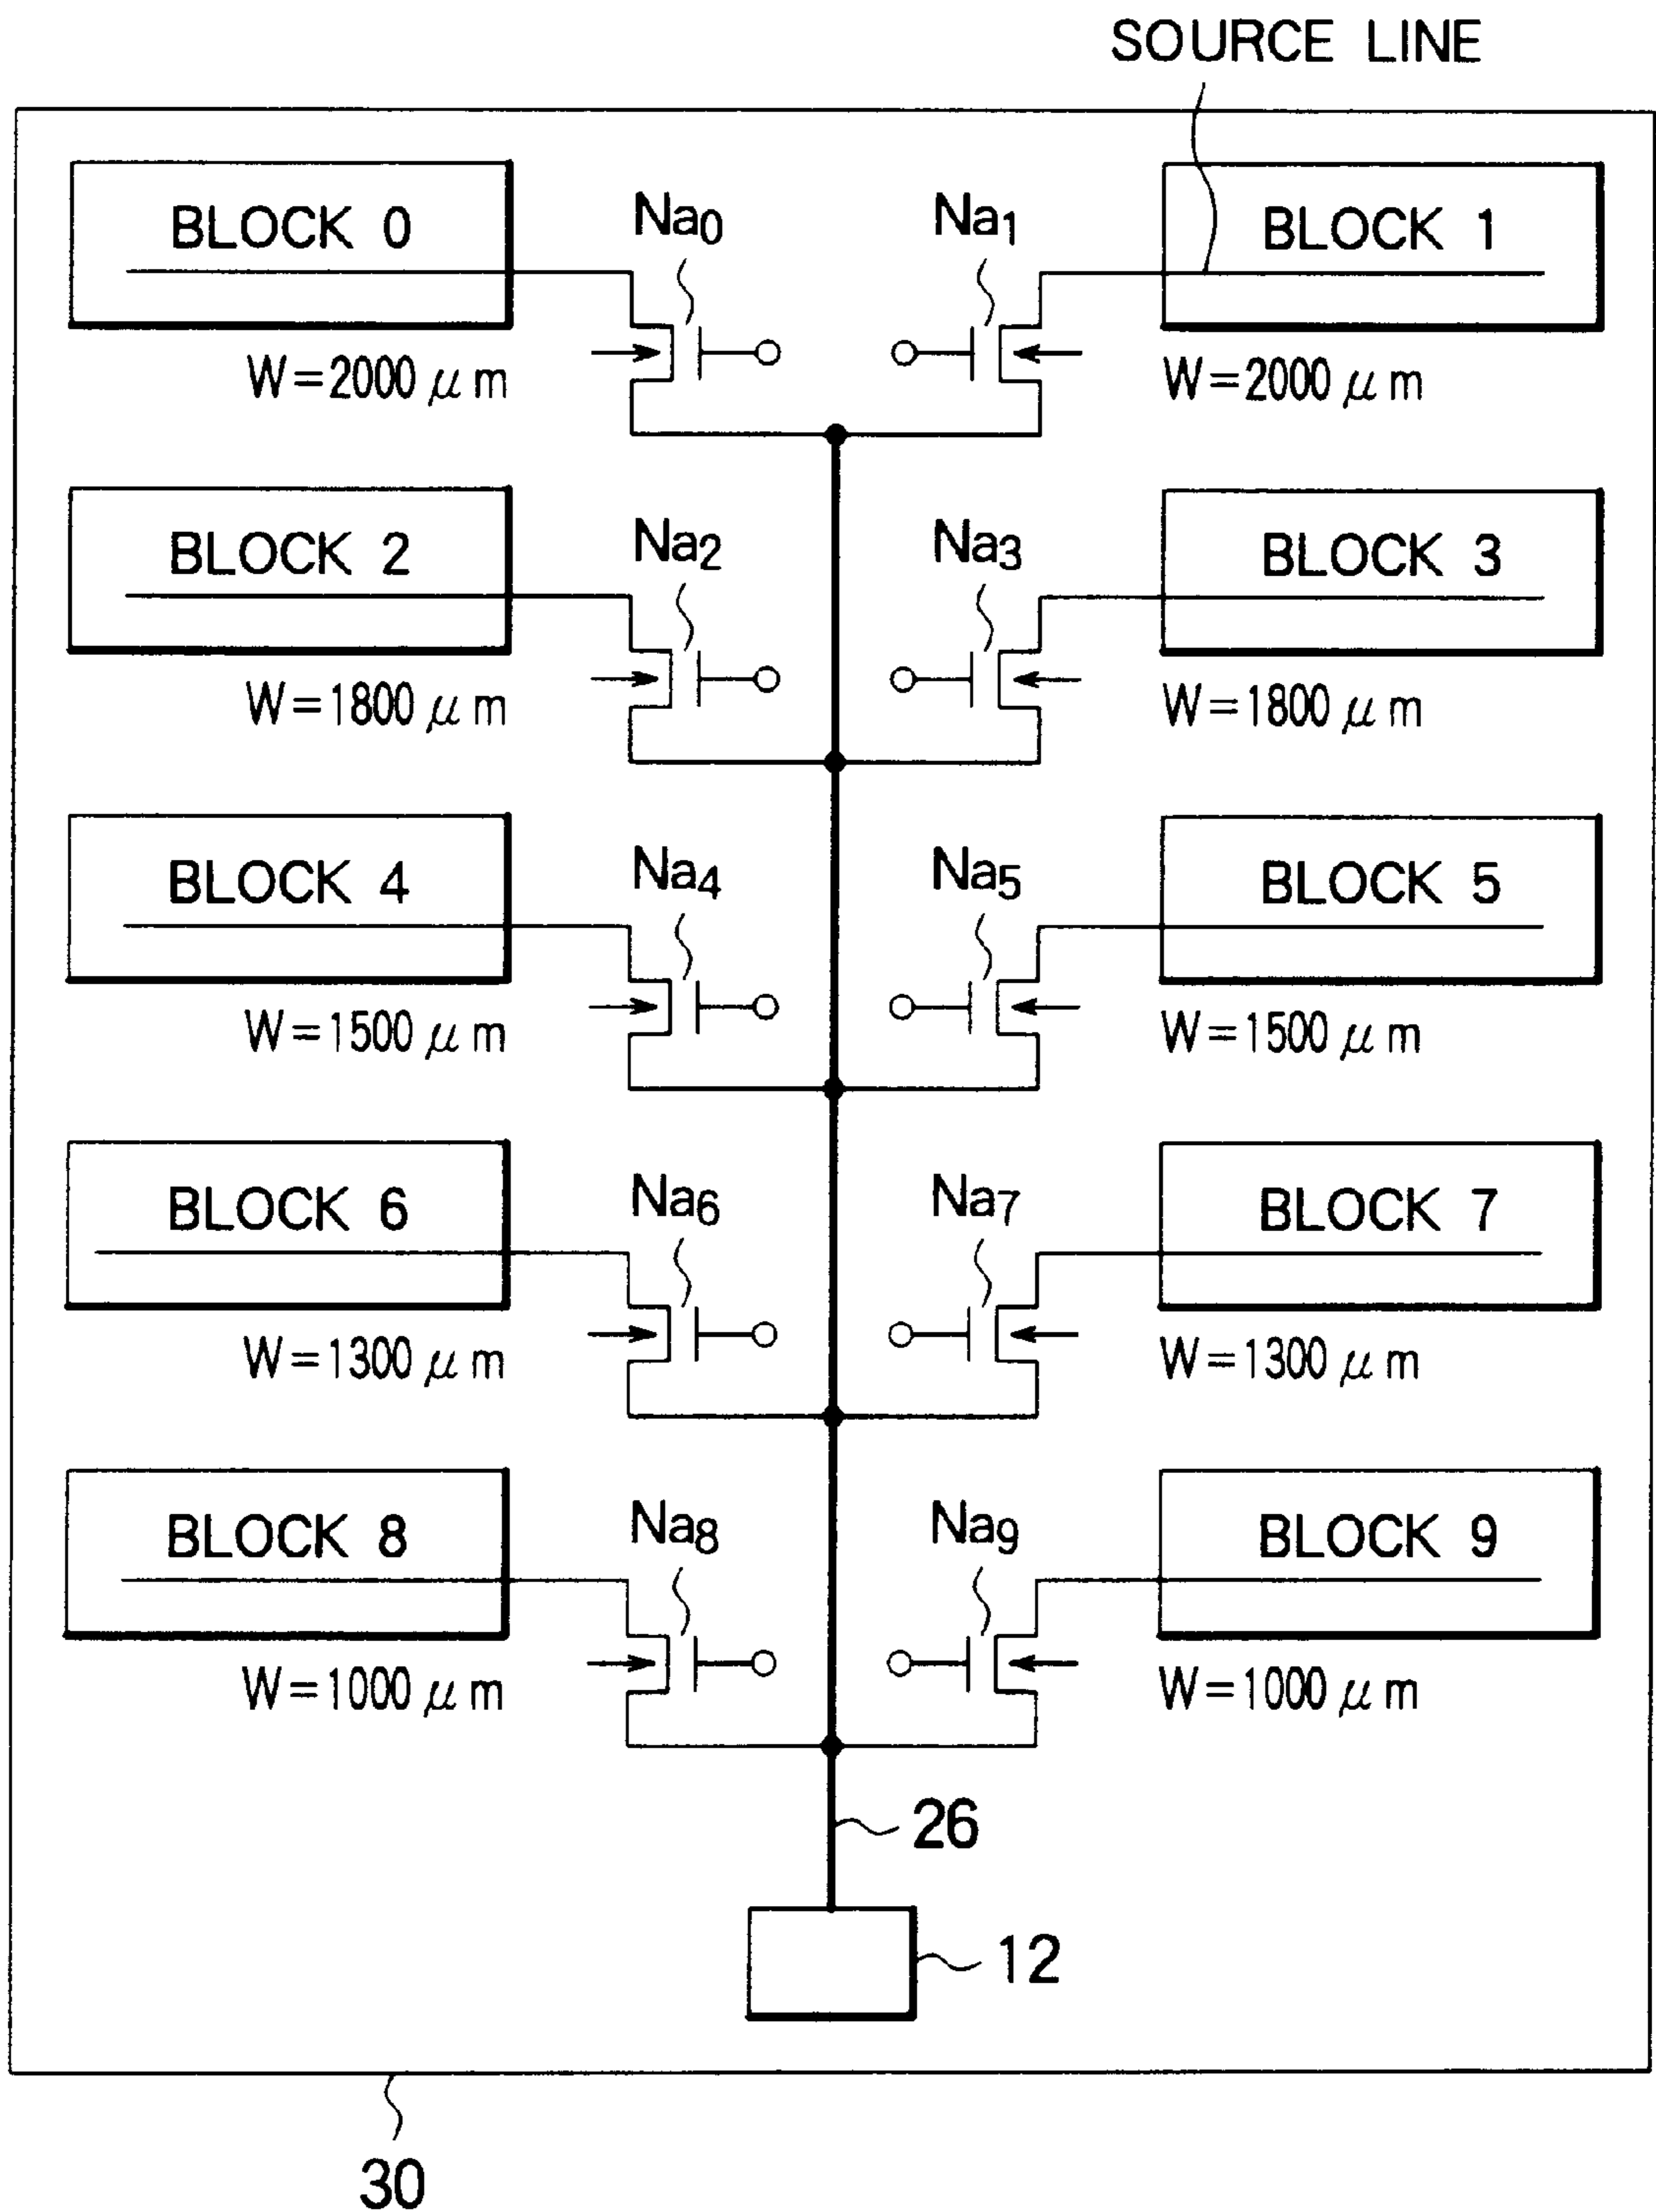 SOURCE LINE
BLOCK 0
Na0
Na1
BLOCK 1
W=2000 μm
W=2000 μm
BLOCK 2
Na2
Na3
BLOCK 3
W=1800 μm
W=1800 μm
BLOCK 4
Na4
Na5
BLOCK 5
W=1500 μm
W=1500 μm
BLOCK 6
Na6
Na7
BLOCK 7
W=1300 μm
W=1300 μm
BLOCK 8
Na8
Na9
BLOCK 9
W=1000 μm
W=1000 μm
26
12
30